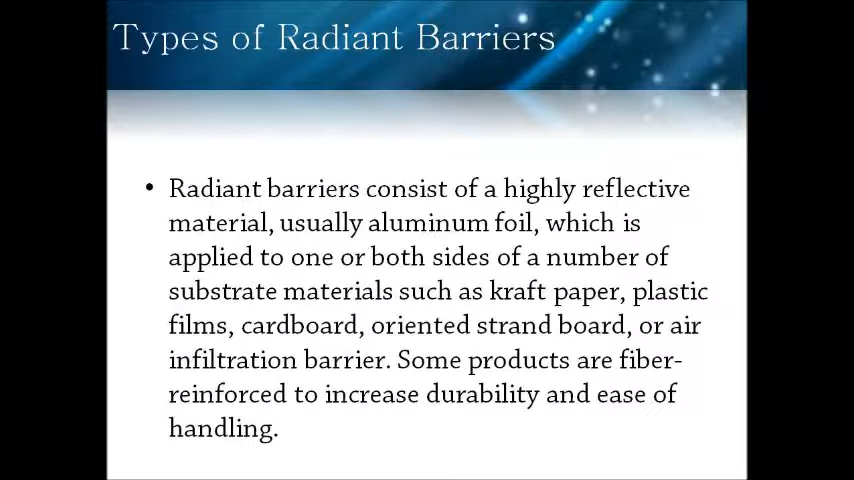 Types of Radiant Barriers
• Radiant barriers consist of a highly reflective
material, usually aluminum foil, which is
applied to one or both sides of a number of
substrate materials such as kraft paper, plastic
films, cardboard, oriented strand board, or air
infiltration barrier. Some products are fiber-
reinforced to increase durability and ease of
handling.